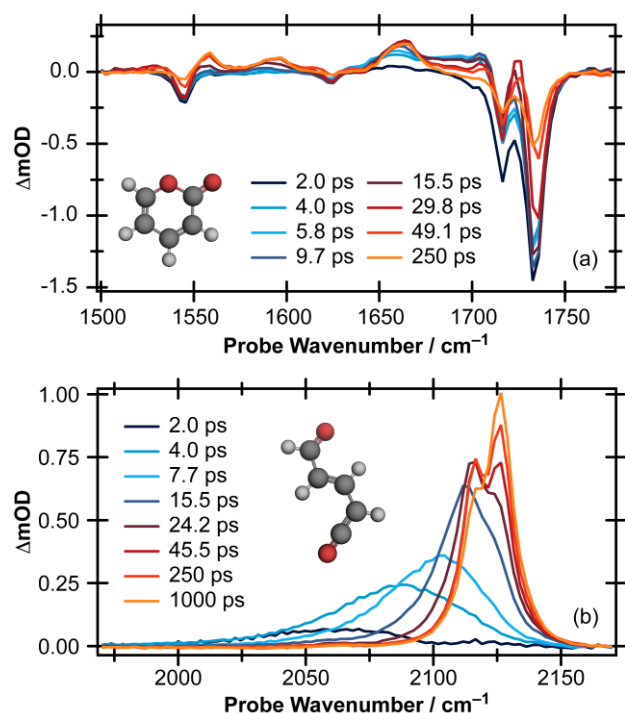 0.0
-0.5
-1.0
-1.5
ΔmOD
2.0 ps
4.0 ps
5.8 ps
9.7 ps
15.5 ps
29.8 ps
49.1 ps
250 ps
(a)
1500 1550 1600 1650 1700 1750
Probe Wavenumber / cm⁻¹
1.00
0.75
0.50
0.25
0.00
ΔmOD
2.0 ps
4.0 ps
7.7 ps
15.5 ps
24.2 ps
45.5 ps
250 ps
1000 ps
(b)
2000 2050 2100 2150
Probe Wavenumber / cm⁻¹